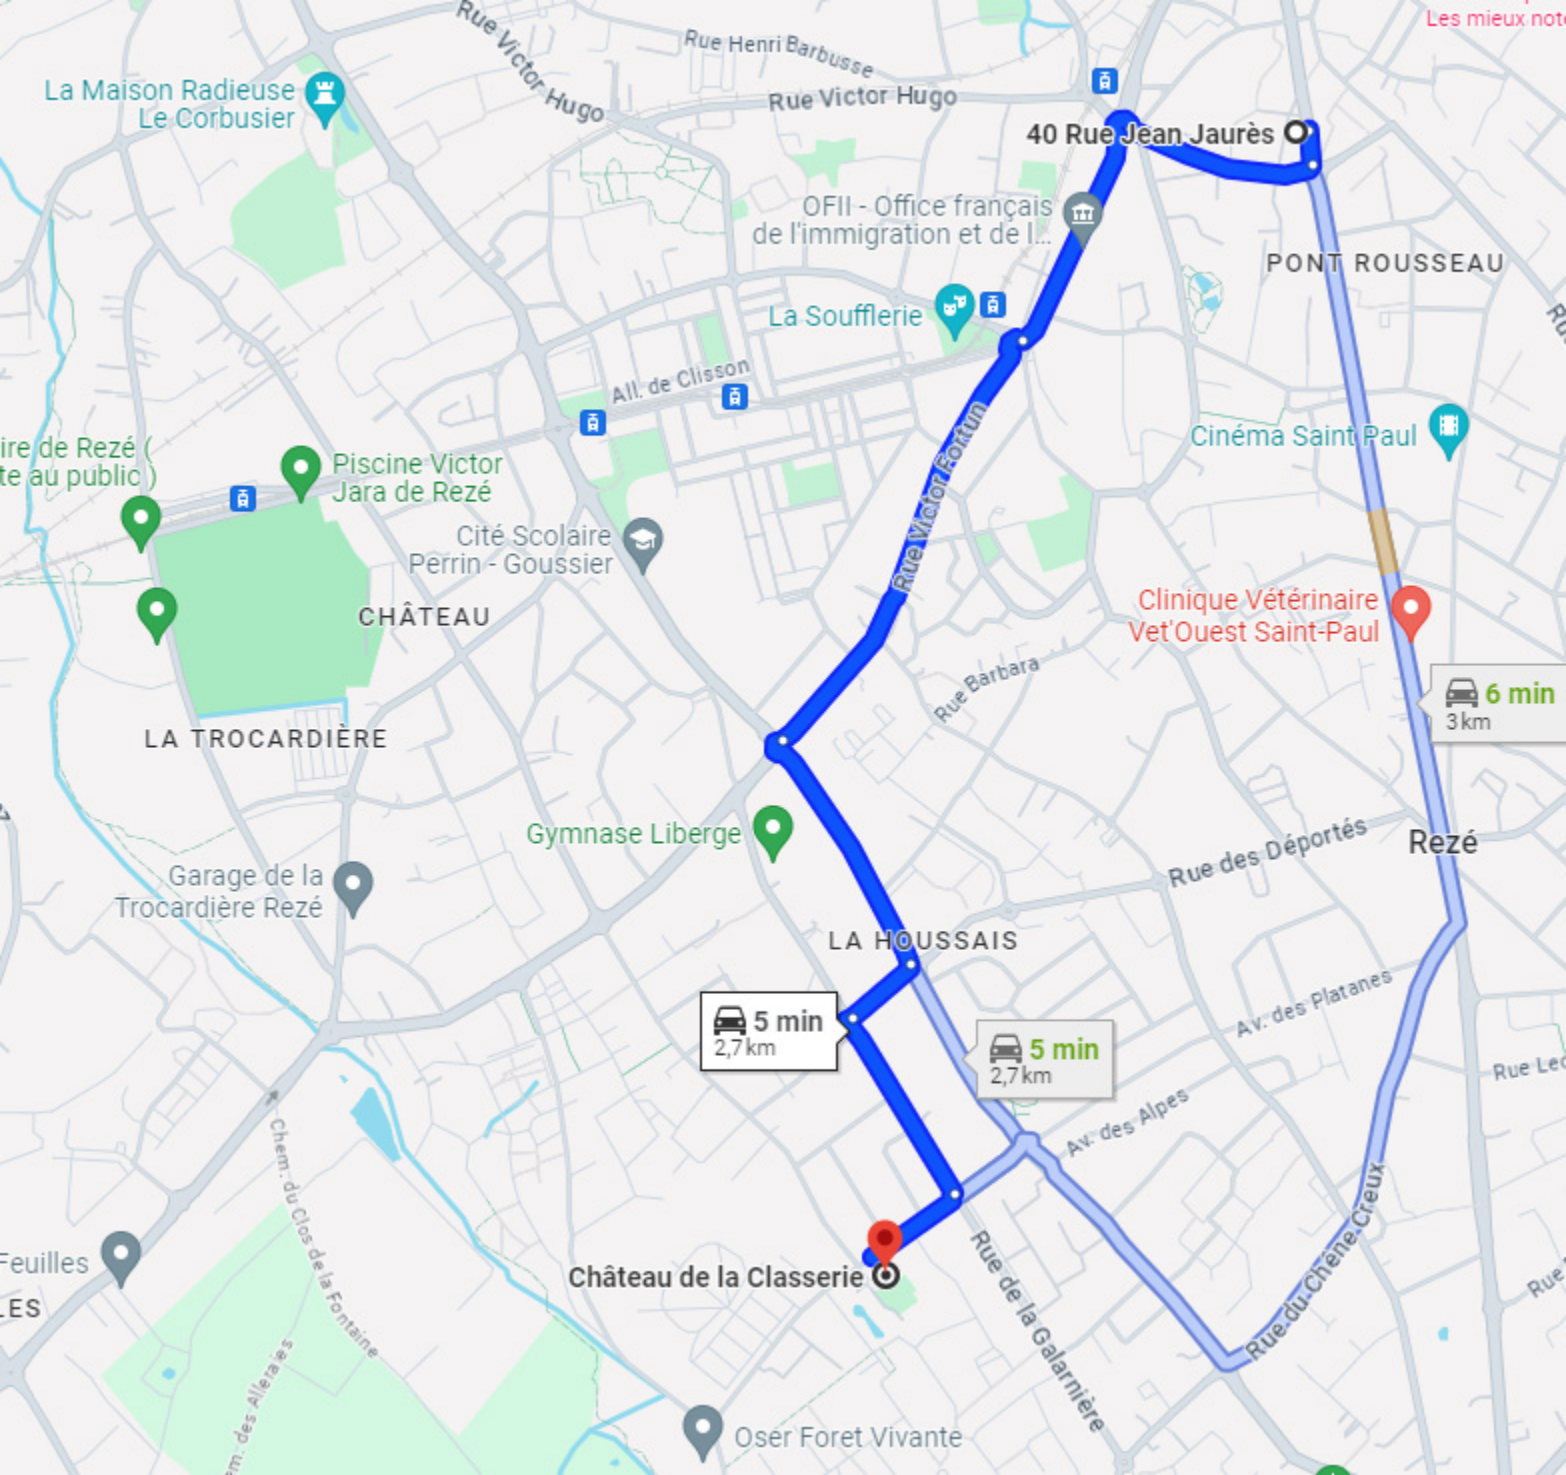 Les mieux not
Rue Victor Hugo
Rue Henri Barbusse
La Maison Radieuse
Le Corbusier
Rue Victor Hugo
40 Rue Jean Jaurès
OFII - Office français
de l'immigration et de l...
PONT ROUSSEAU
La Soufflerie
All. de Clisson
Cinéma Saint Paul
ire de Rezé (
te au public )
Piscine Victor
Jara de Rezé
Rue Victor Fortun
Cité Scolaire
Perrin - Goussier
CHÂTEAU
Clinique Vétérinaire
Vet'Ouest Saint-Paul
Rue Barbara
6 min
3 km
LA TROCARDIÈRE
Gymnase Liberge
Rue des Déportés
Rezé
Garage de la
Trocardière Rezé
LA HOUSSAIS
Av. des Platanes
5 min
2,7 km
5 min
2,7 km
Rue Lec
Av. des Alpes
Chem. du Clos de la Fontaine
Rue du Chêne Creux
Feuilles
LES
Château de la Classerie
Rue de la Galarnière
Rue
em. des Alleraies
Oser Foret Vivante